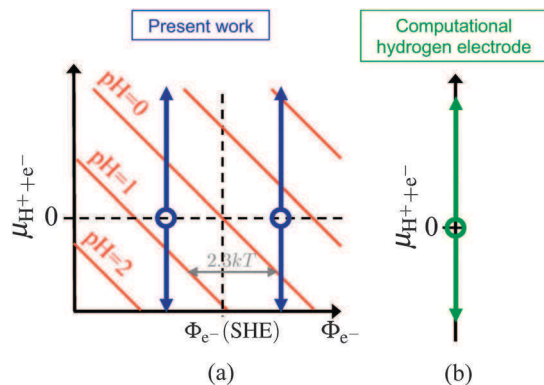 Present work
Computational
hydrogen electrode
pH=0
pH=1
pH=2
μH⁺+e⁻
0
2.3kT
Φe⁻(SHE)
Φe⁻
(a)
μH⁺+e⁻
0
(b)